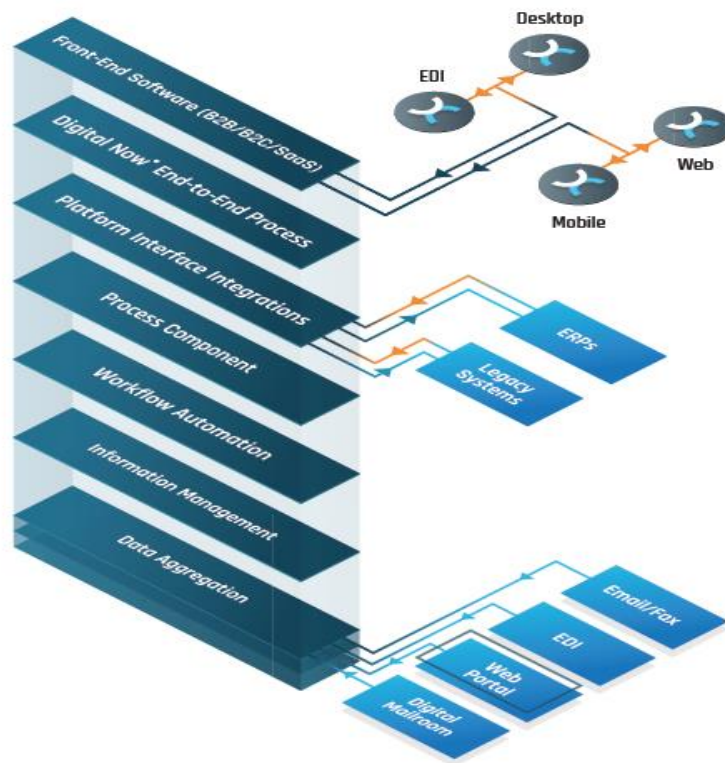 Desktop
EDI
Web
Mobile
Front-End Software (B2B/B2C/SaaS)
Digital Now® End-to-End Process
Platform Interface Integrations
Process Component
Workflow Automation
Information Management
Data Aggregation
ERPs
Legacy
Systems
Email/Fax
EDI
Web
Portal
Digital
Mailroom